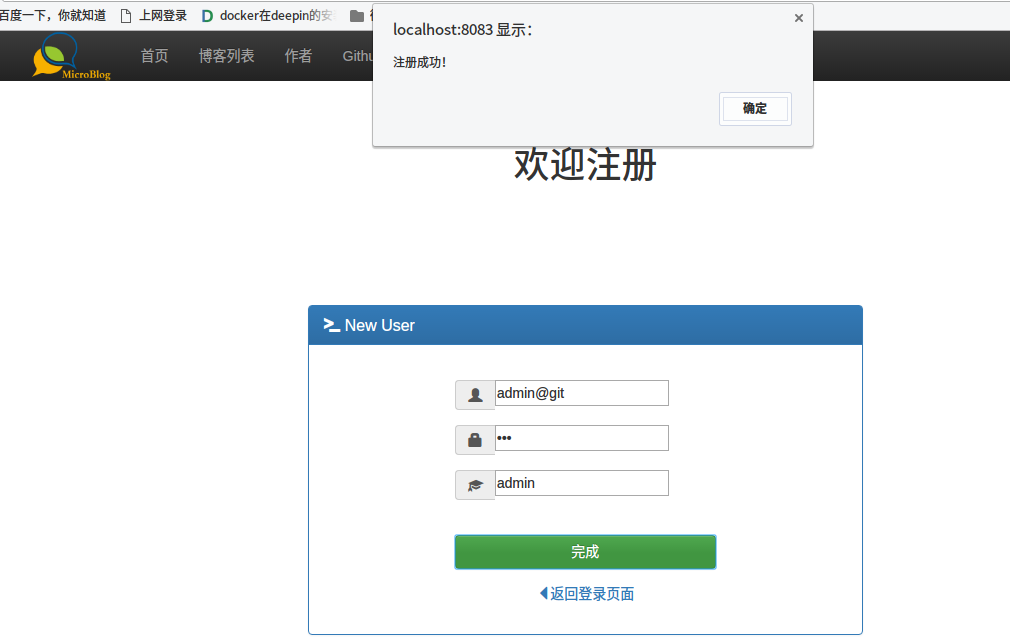 百度一下，你就知道 上网登录 docker在deepin的安
localhost:8083 显示：
注册成功！
确定
MicroBlog
首页 博客列表 作者 Githu
欢迎注册
New User
admin@git
•••
admin
完成
返回登录页面